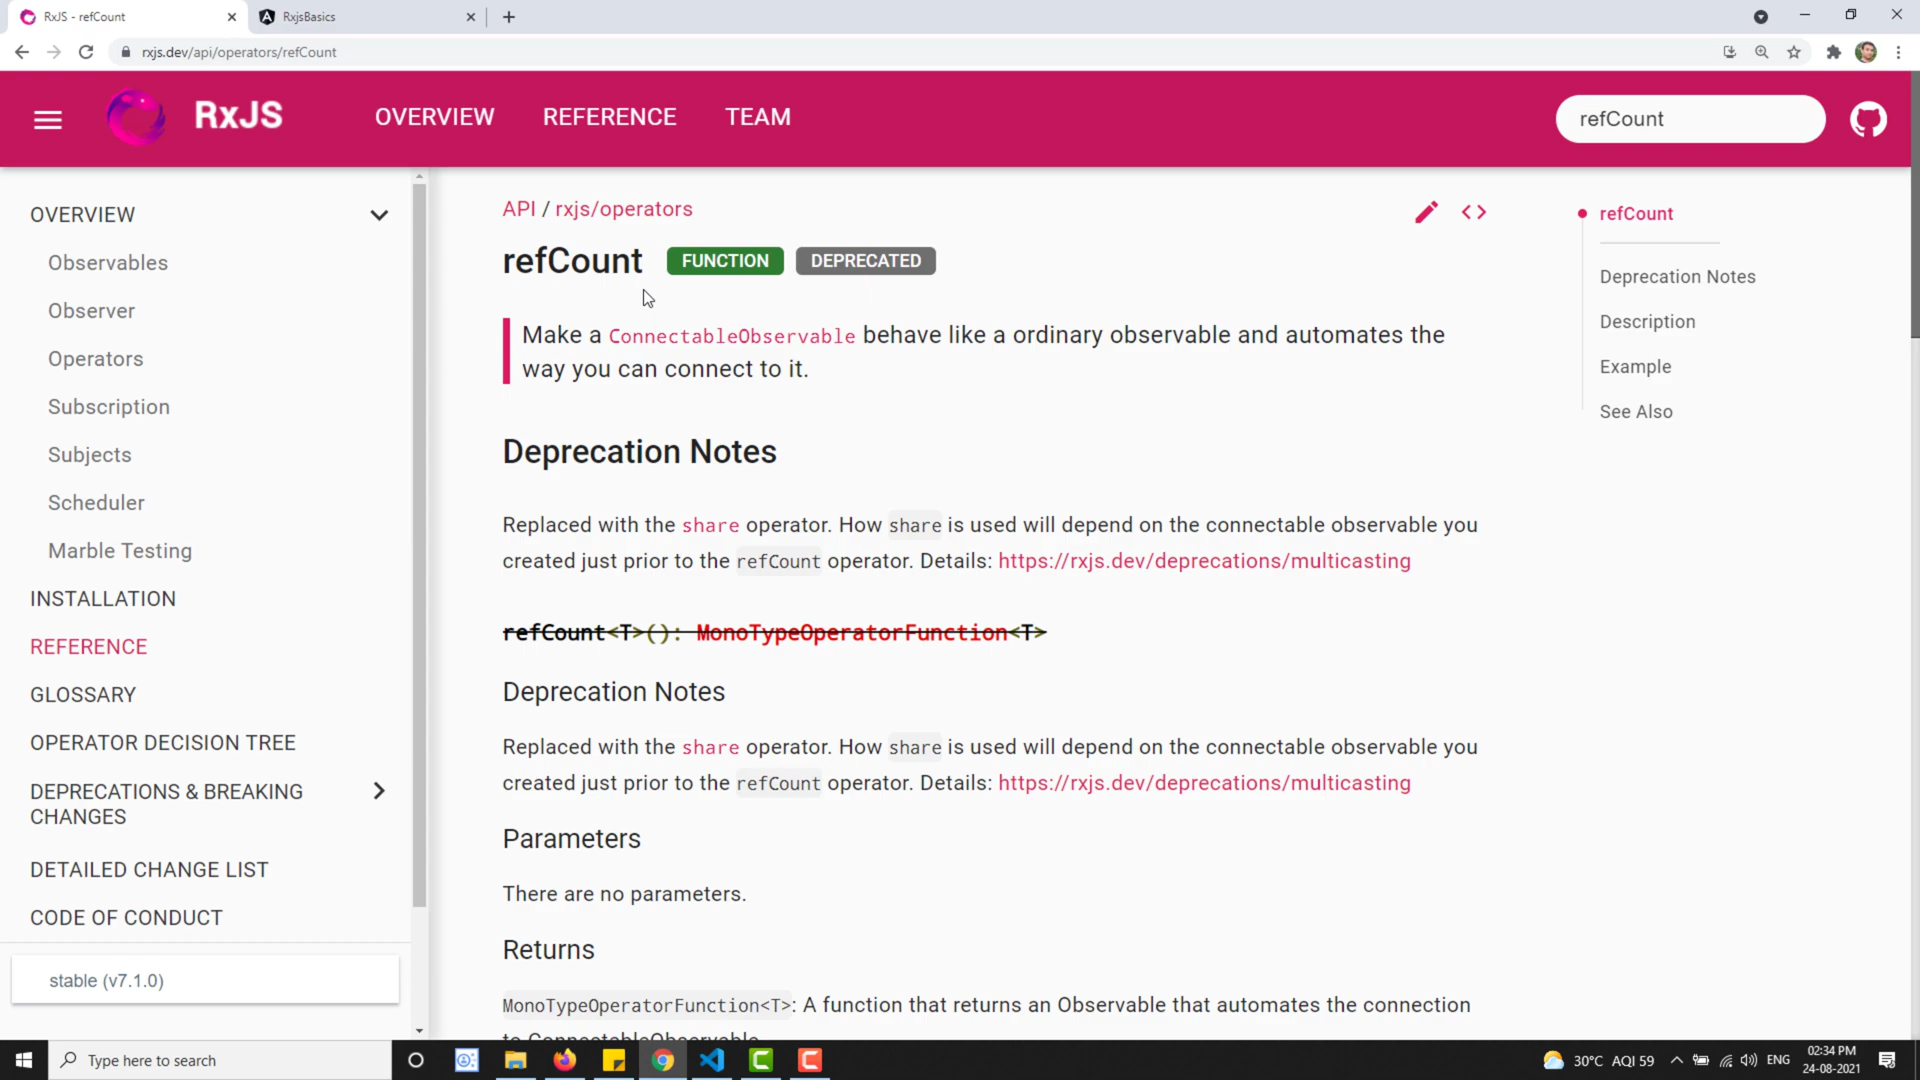 RxJS - refCount
RxjsBasics
rxjs.dev/api/operators/refCount
RxJS
OVERVIEW
REFERENCE
TEAM
refCount
OVERVIEW
Observables
Observer
Operators
Subscription
Subjects
Scheduler
Marble Testing
INSTALLATION
REFERENCE
GLOSSARY
OPERATOR DECISION TREE
DEPRECATIONS & BREAKING
CHANGES
DETAILED CHANGE LIST
CODE OF CONDUCT
stable (v7.1.0)
API / rxjs/operators
refCount FUNCTION DEPRECATED
Make a ConnectableObservable behave like a ordinary observable and automates the
way you can connect to it.
Deprecation Notes
Replaced with the share operator. How share is used will depend on the connectable observable you
created just prior to the refCount operator. Details: https://rxjs.dev/deprecations/multicasting
refCount<T>(): MonoTypeOperatorFunction<T>
Deprecation Notes
Replaced with the share operator. How share is used will depend on the connectable observable you
created just prior to the refCount operator. Details: https://rxjs.dev/deprecations/multicasting
Parameters
There are no parameters.
Returns
MonoTypeOperatorFunction<T>: A function that returns an Observable that automates the connection
to ConnectableObservable.
refCount
Deprecation Notes
Description
Example
See Also
Type here to search
30°C AQI 59
ENG
02:34 PM
24-08-2021